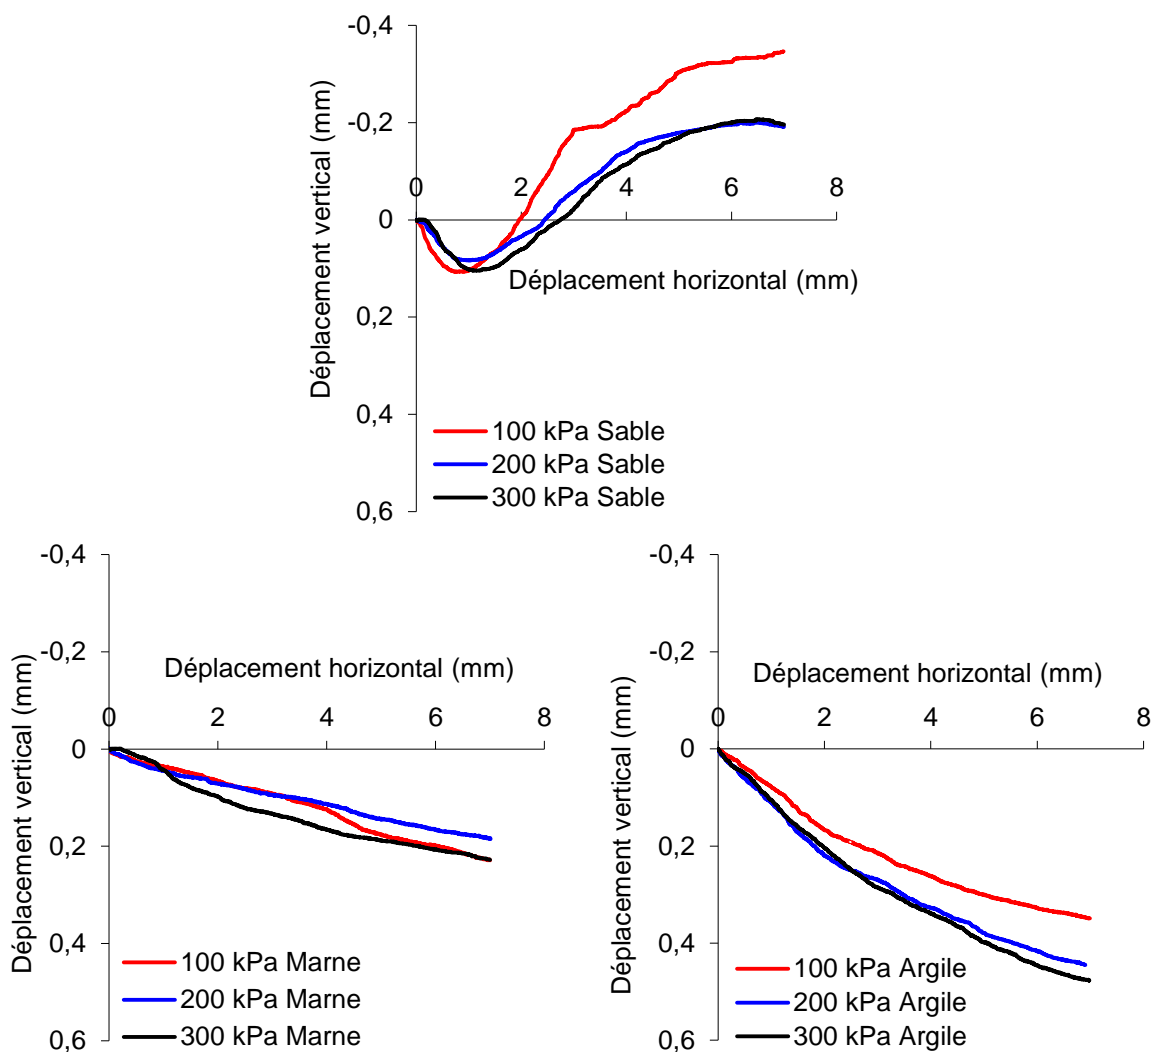 -0,4
-0,2
0
0,2
0,4
0,6
0 2 4 6 8
Déplacement vertical (mm)
Déplacement horizontal (mm)
100 kPa Sable
200 kPa Sable
300 kPa Sable
-0,4
-0,2
0
0,2
0,4
0,6
0 2 4 6 8
Déplacement vertical (mm)
Déplacement horizontal (mm)
100 kPa Marne
200 kPa Marne
300 kPa Marne
-0,4
-0,2
0
0,2
0,4
0,6
0 2 4 6 8
Déplacement vertical (mm)
Déplacement horizontal (mm)
100 kPa Argile
200 kPa Argile
300 kPa Argile